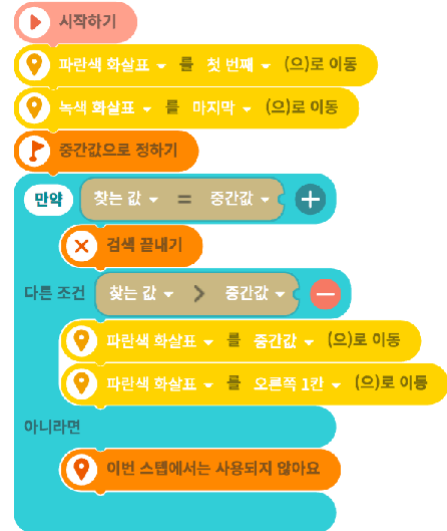 시작하기
파란색 화살표 를 첫 번째 (으)로 이동
녹색 화살표 를 마지막 (으)로 이동
중간값으로 정하기
만약 찾는 값 = 중간값 +
검색 끝내기
다른 조건 찾는 값 > 중간값 −
파란색 화살표 를 중간값 (으)로 이동
파란색 화살표 를 오른쪽 1칸 (으)로 이동
아니라면
이번 스텝에서는 사용되지 않아요